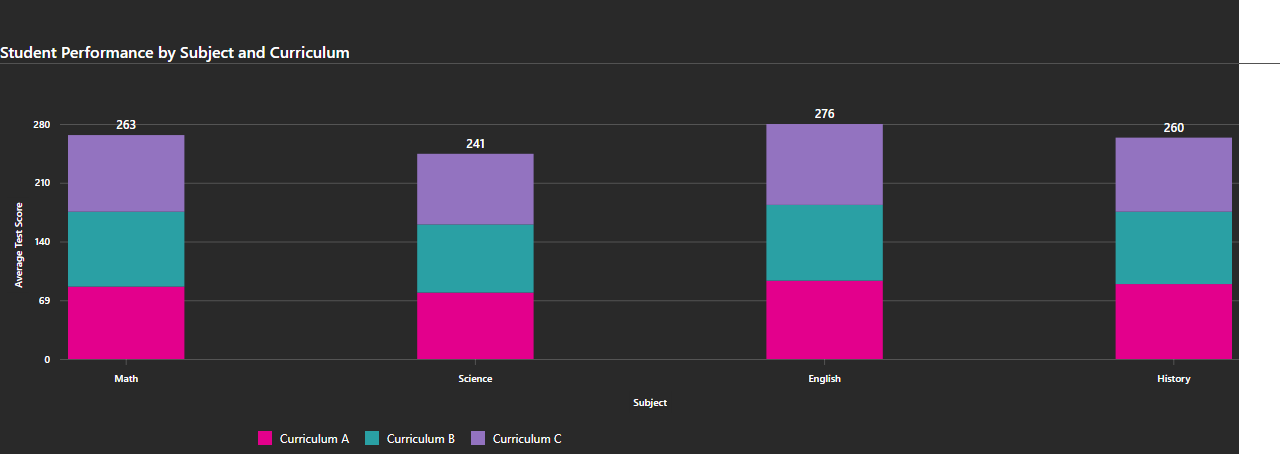 Student Performance by Subject and Curriculum
276
280
263
260
241
210
140
69
0
Average Test Score
Math
Science
English
History
Subject
Curriculum A
Curriculum B
Curriculum C